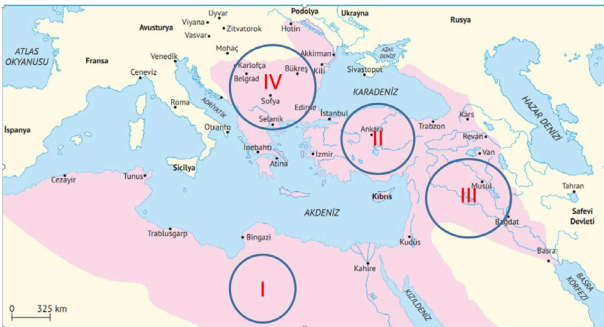 Uyvar
Podolya
Ukrayna
Rusya
Avusturya
Viyana
Zitvatorok
Vasvar
Hotin
ATLAS
OKYANUSU
Fransa
Mohaç
Akkirman
AZAK
DENİZİ
Venedik
Karlofça
Kili
Sivastopol
Ceneviz
Belgrad
IV
Bükreş
HAZAR DENİZİ
Roma
ADRİYATİK
Sofya
Edirne
KARADENİZ
İspanya
Otranto
Selanik
İstanbul
Ankara
II
Trabzon
Kars
Revan
İnebahtı
İzmir
Van
Atina
Sicilya
Cezayir
Tunus
Kıbrıs
Musul
III
Tahran
AKDENİZ
Safevi
Devleti
Bağdat
Trablusgarp
Bingazi
Kudüs
Basra
Kahire
I
KIZILDENİZ
Nil
BASRA
KÖRFEZİ
0
325 km